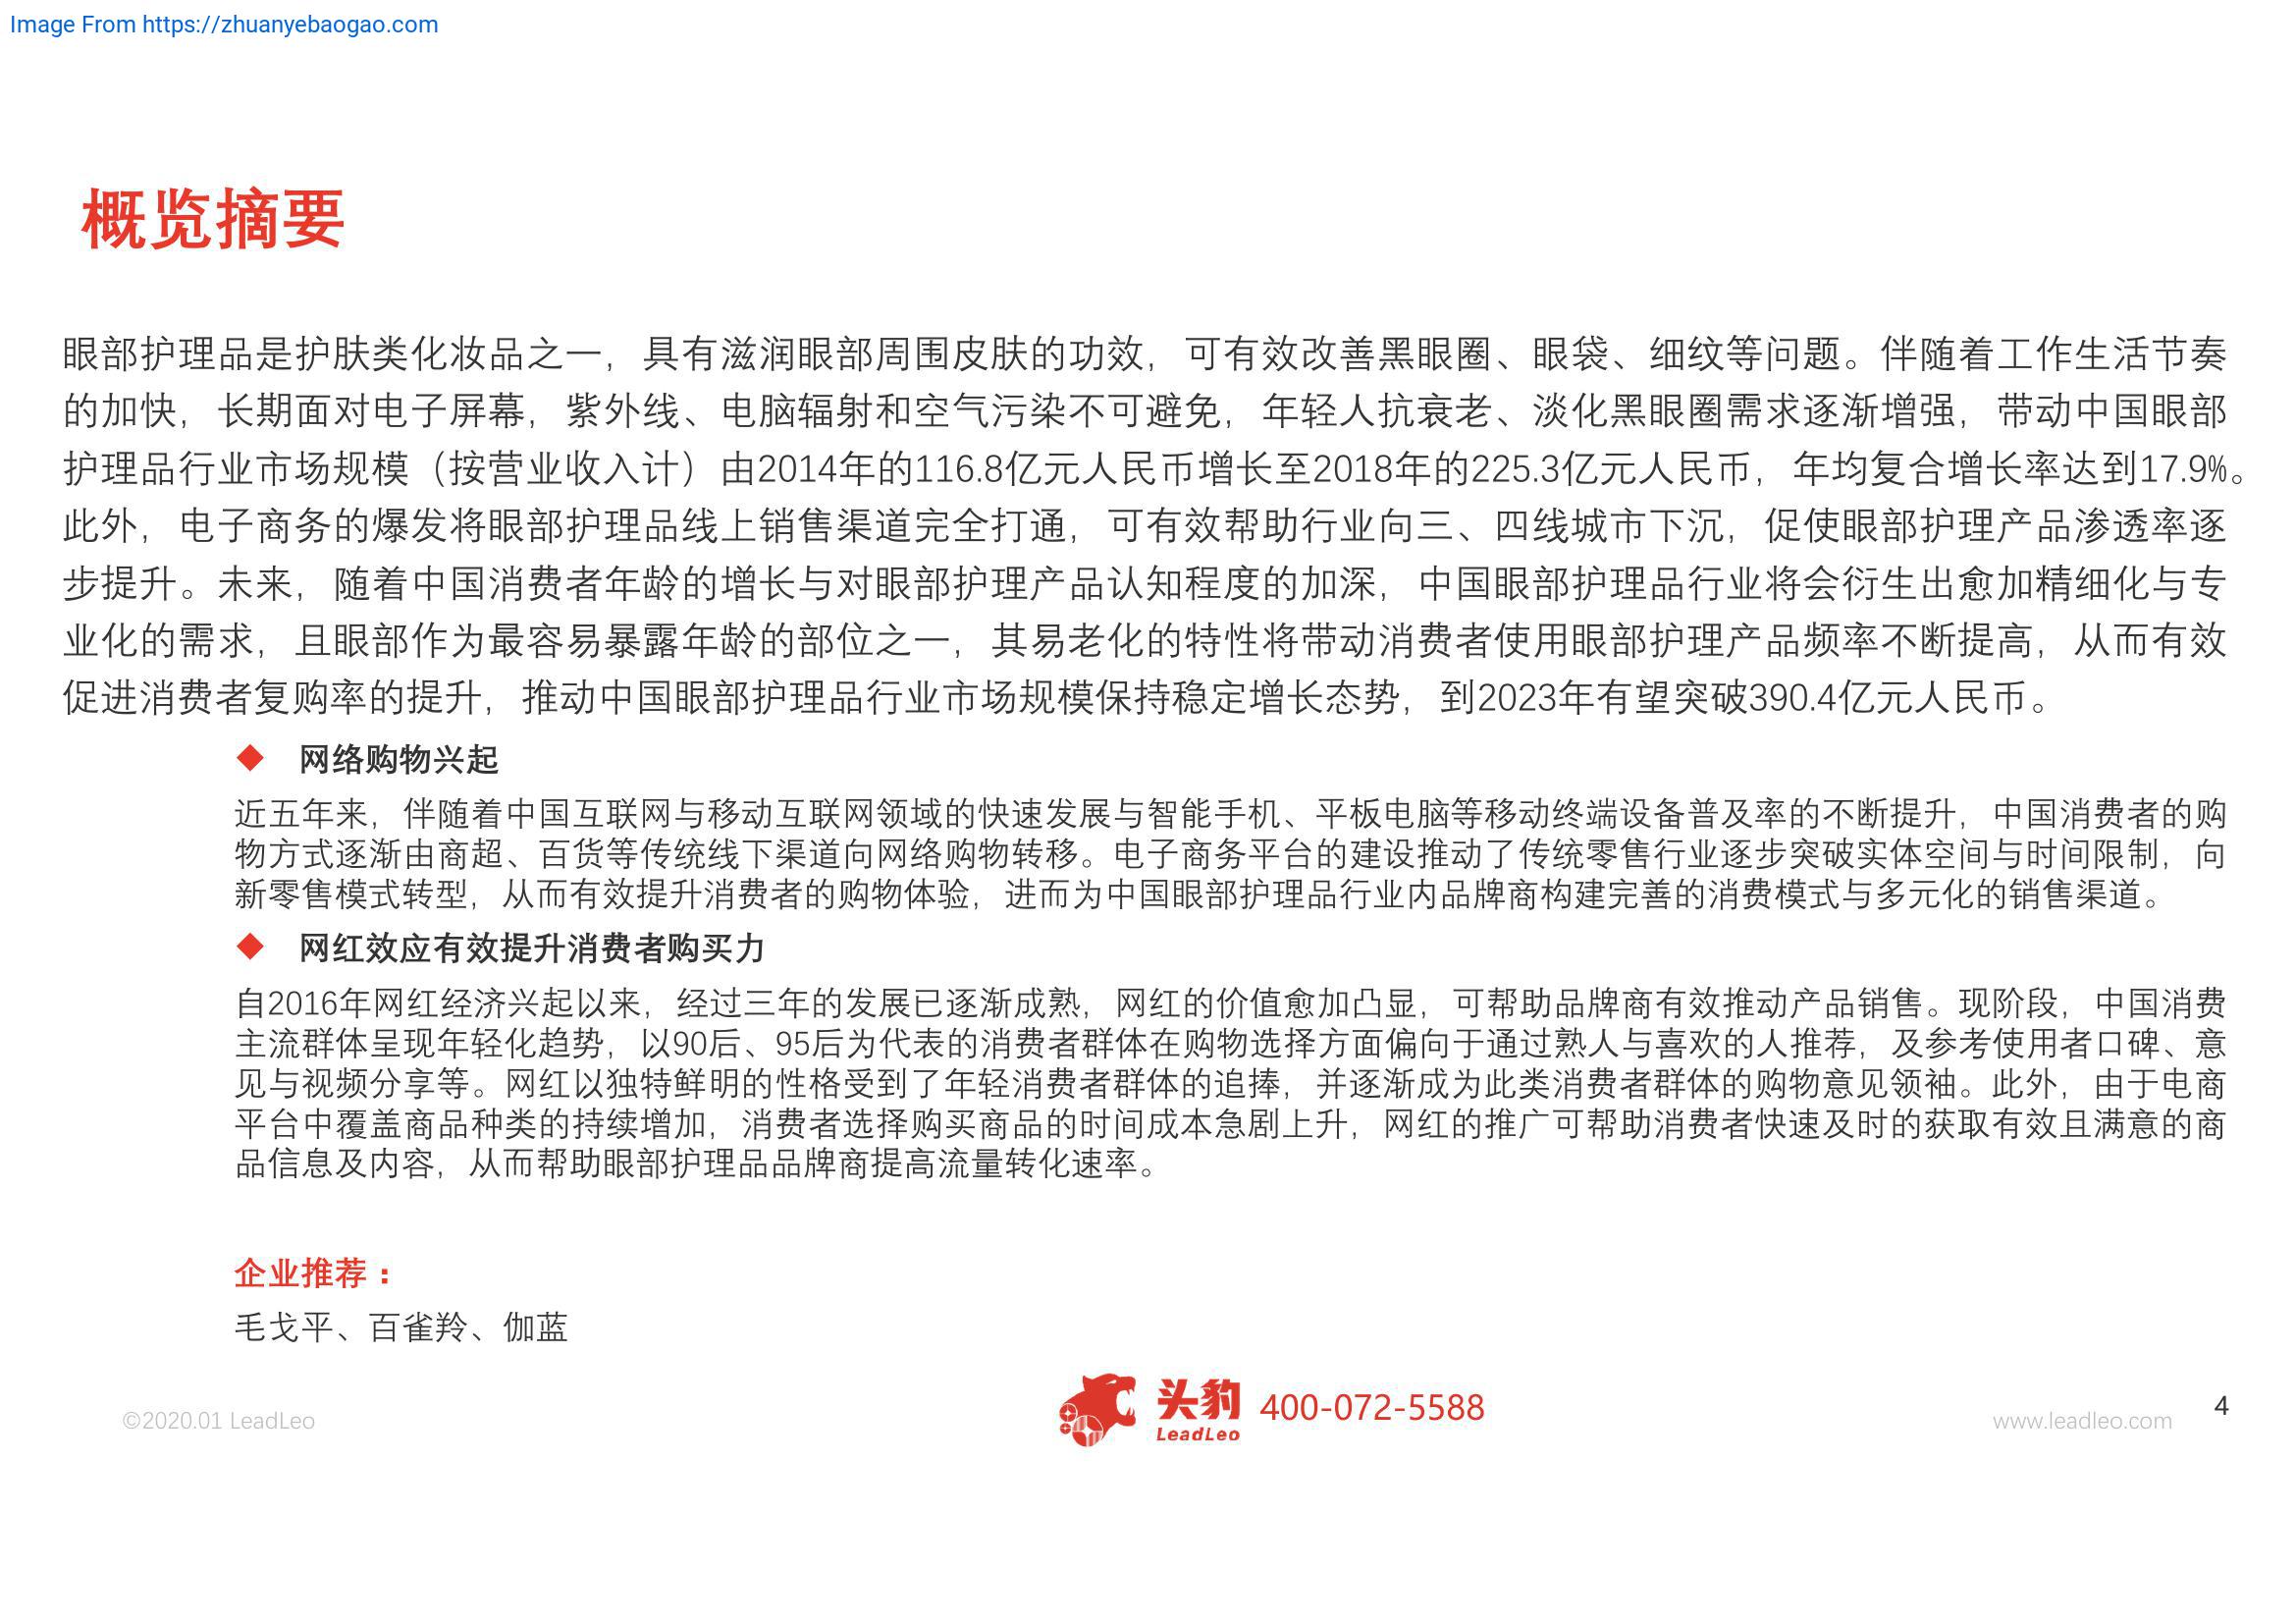 Image From https://zhuanyebaogao.com
概览摘要
眼部护理品是护肤类化妆品之一，具有滋润眼部周围皮肤的功效，可有效改善黑眼圈、眼袋、细纹等问题。伴随着工作生活节奏
的加快，长期面对电子屏幕，紫外线、电脑辐射和空气污染不可避免，年轻人抗衰老、淡化黑眼圈需求逐渐增强，带动中国眼部
护理品行业市场规模（按营业收入计）由2014年的116.8亿元人民币增长至2018年的225.3亿元人民币，年均复合增长率达到17.9%。
此外，电子商务的爆发将眼部护理品线上销售渠道完全打通，可有效帮助行业向三、四线城市下沉，促使眼部护理产品渗透率逐
步提升。未来，随着中国消费者年龄的增长与对眼部护理产品认知程度的加深，中国眼部护理品行业将会衍生出愈加精细化与专
业化的需求，且眼部作为最容易暴露年龄的部位之一，其易老化的特性将带动消费者使用眼部护理产品频率不断提高，从而有效
促进消费者复购率的提升，推动中国眼部护理品行业市场规模保持稳定增长态势，到2023年有望突破390.4亿元人民币。
◆ 网络购物兴起
近五年来，伴随着中国互联网与移动互联网领域的快速发展与智能手机、平板电脑等移动终端设备普及率的不断提升，中国消费者的购
物方式逐渐由商超、百货等传统线下渠道向网络购物转移。电子商务平台的建设推动了传统零售行业逐步突破实体空间与时间限制，向
新零售模式转型，从而有效提升消费者的购物体验，进而为中国眼部护理品行业内品牌商构建完善的消费模式与多元化的销售渠道。
◆ 网红效应有效提升消费者购买力
自2016年网红经济兴起以来，经过三年的发展已逐渐成熟，网红的价值愈加凸显，可帮助品牌商有效推动产品销售。现阶段，中国消费
主流群体呈现年轻化趋势，以90后、95后为代表的消费者群体在购物选择方面偏向于通过熟人与喜欢的人推荐，及参考使用者口碑、意
见与视频分享等。网红以独特鲜明的性格受到了年轻消费者群体的追捧，并逐渐成为此类消费者群体的购物意见领袖。此外，由于电商
平台中覆盖商品种类的持续增加，消费者选择购买商品的时间成本急剧上升，网红的推广可帮助消费者快速及时的获取有效且满意的商
品信息及内容，从而帮助眼部护理品品牌商提高流量转化速率。
企业推荐：
毛戈平、百雀羚、伽蓝
©2020.01 LeadLeo
头豹
LeadLeo
400-072-5588
www.leadleo.com
4